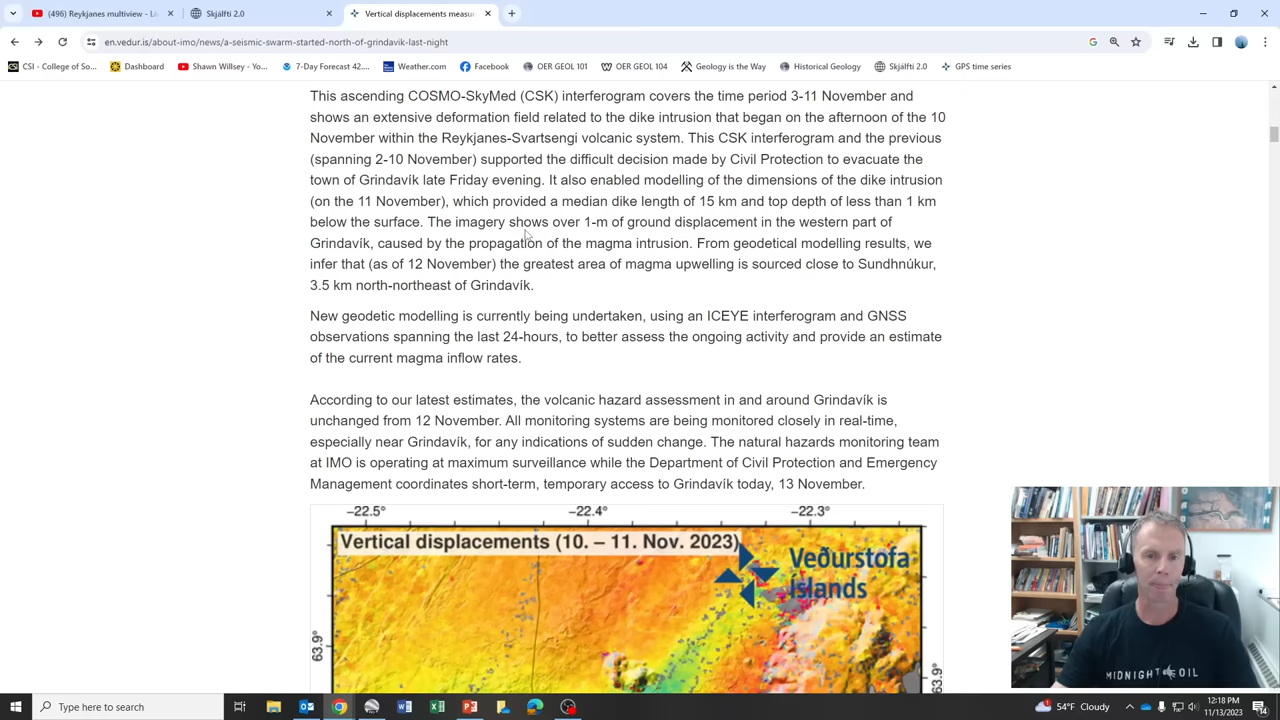 (496) Reykjanes multiview - Li
Skjálfti 2.0
Vertical displacements measur
en.vedur.is/about-imo/news/a-seismic-swarm-started-north-of-grindavik-last-night
CSI - College of So...
Dashboard
Shawn Willsey - Yo...
7-Day Forecast 42....
Weather.com
Facebook
OER GEOL 101
OER GEOL 104
Geology is the Way
Historical Geology
Skjálfti 2.0
GPS time series
This ascending COSMO-SkyMed (CSK) interferogram covers the time period 3-11 November and
shows an extensive deformation field related to the dike intrusion that began on the afternoon of the 10
November within the Reykjanes-Svartsengi volcanic system. This CSK interferogram and the previous
(spanning 2-10 November) supported the difficult decision made by Civil Protection to evacuate the
town of Grindavík late Friday evening. It also enabled modelling of the dimensions of the dike intrusion
(on the 11 November), which provided a median dike length of 15 km and top depth of less than 1 km
below the surface. The imagery shows over 1-m of ground displacement in the western part of
Grindavík, caused by the propagation of the magma intrusion. From geodetical modelling results, we
infer that (as of 12 November) the greatest area of magma upwelling is sourced close to Sundhnúkur,
3.5 km north-northeast of Grindavík.
New geodetic modelling is currently being undertaken, using an ICEYE interferogram and GNSS
observations spanning the last 24-hours, to better assess the ongoing activity and provide an estimate
of the current magma inflow rates.
According to our latest estimates, the volcanic hazard assessment in and around Grindavík is
unchanged from 12 November. All monitoring systems are being monitored closely in real-time,
especially near Grindavík, for any indications of sudden change. The natural hazards monitoring team
at IMO is operating at maximum surveillance while the Department of Civil Protection and Emergency
Management coordinates short-term, temporary access to Grindavík today, 13 November.
−22.5° −22.4° −22.3°
Vertical displacements (10. – 11. Nov. 2023)
Veðurstofa
Íslands
63.9°
63.9°
MIDNIGHT OIL
Type here to search
54°F Cloudy
12:18 PM
11/13/2023
14